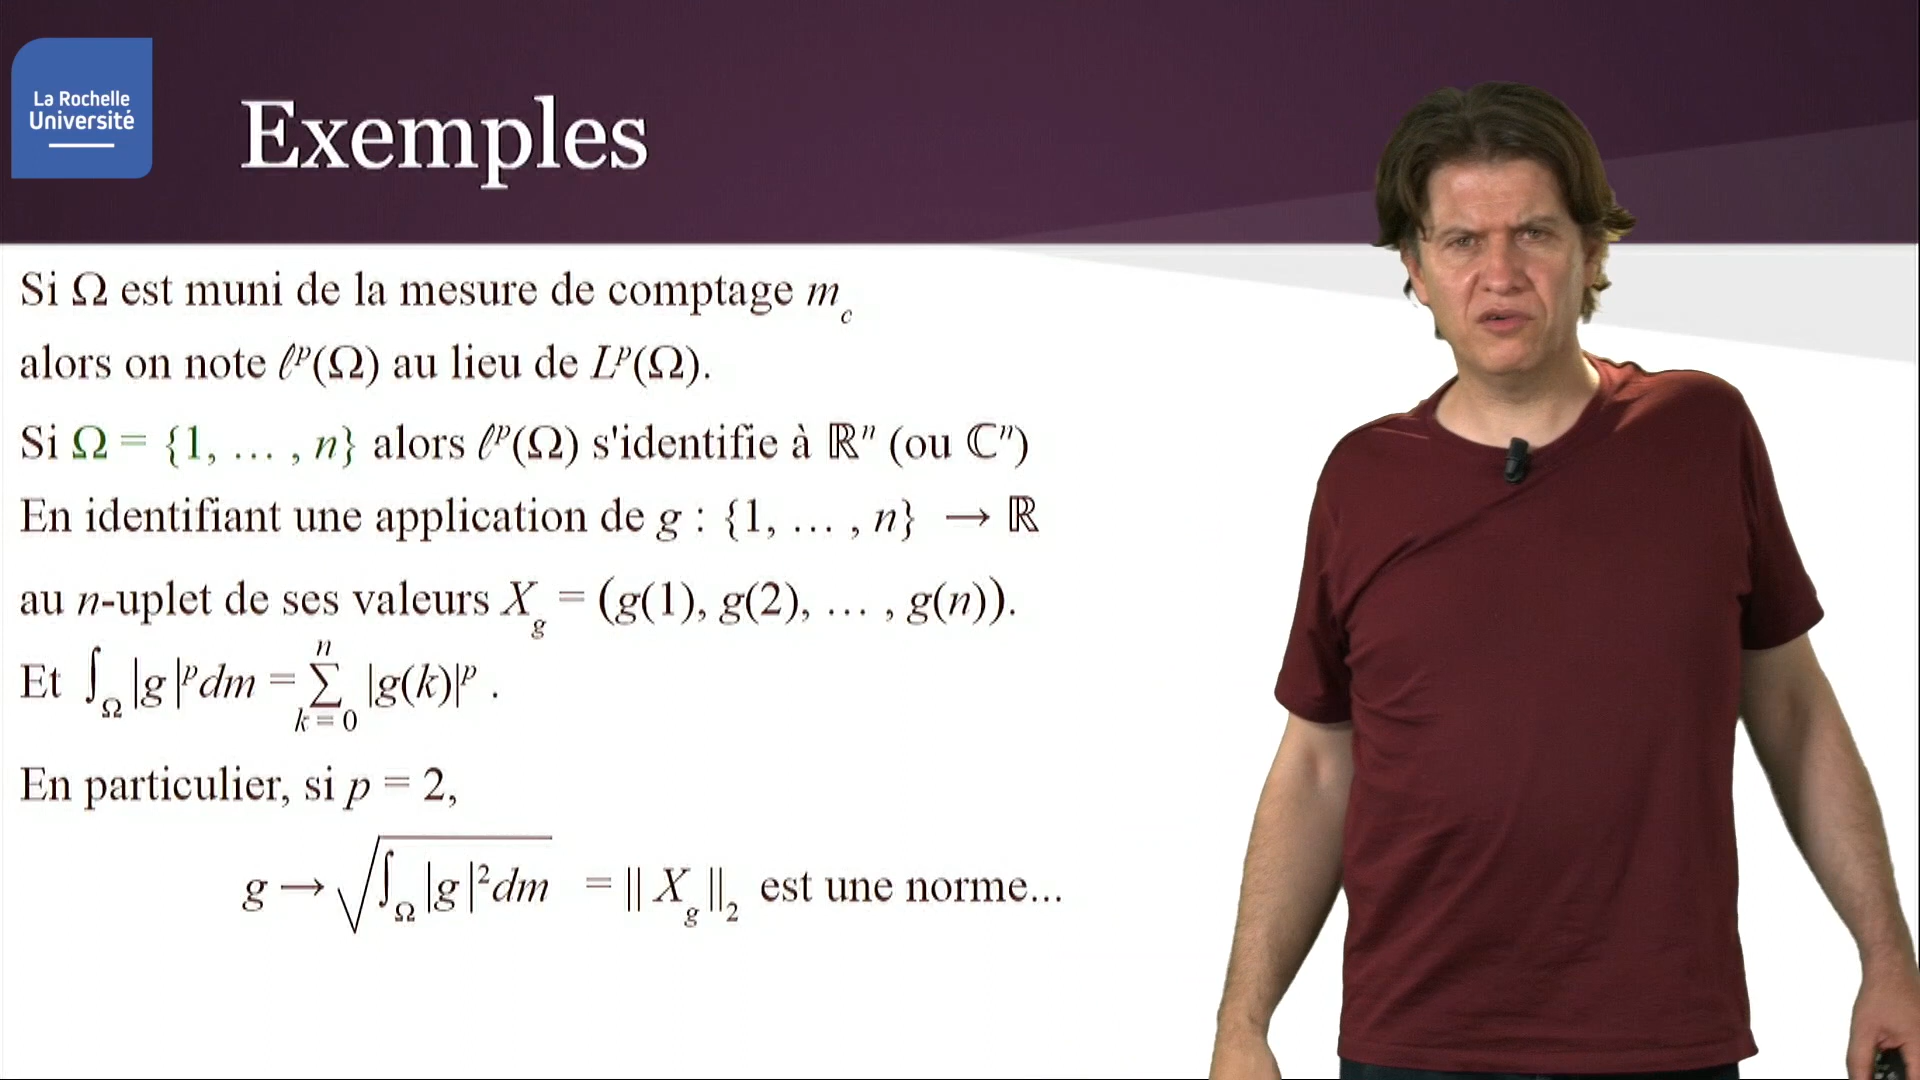 La Rochelle
Université
Exemples
Si Ω est muni de la mesure de comptage m_c
alors on note ℓ^p(Ω) au lieu de L^p(Ω).
Si Ω = {1, … , n} alors ℓ^p(Ω) s'identifie à ℝ^n (ou ℂ^n)
En identifiant une application de g : {1, … , n} → ℝ
au n-uplet de ses valeurs X_g = (g(1), g(2), … , g(n)).
Et ∫_Ω |g|^p dm = ∑_{k = 0}^{n} |g(k)|^p .
En particulier, si p = 2,
g → √(∫_Ω |g|^2 dm) = || X_g ||_2 est une norme...